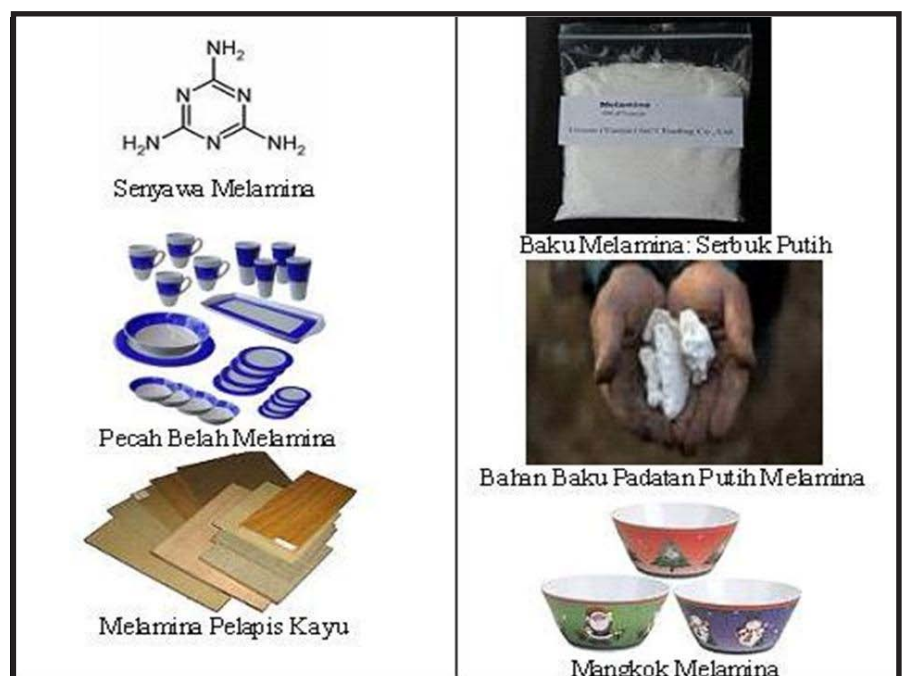 NH₂
N N
H₂N N NH₂
Senyawa Melamina
Pecah Belah Melamina
Melamina Pelapis Kayu
Melamina
Baku Melamina: Serbuk Putih
Bahan Baku Padatan Putih Melamina
Mangkok Melamina